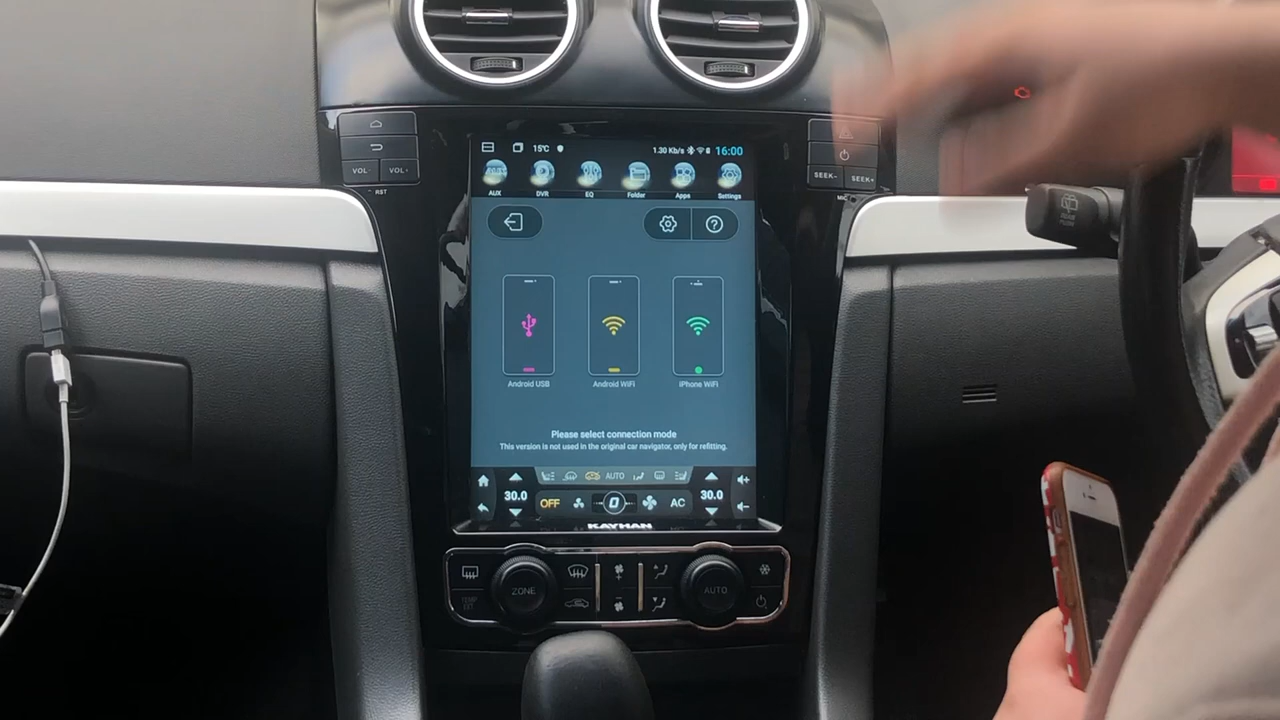 15℃ 1.30 Kb/s 16:00
AUX DVR EQ Folder Apps Settings
VOL- VOL+
RST
SEEK- SEEK+
MIC
Android USB Android WiFi iPhone WiFi
Please select connection mode
This version is not used in the original car navigator, only for refitting.
AUTO
30.0 OFF 0 AC 30.0
KAYHAN
ZONE AUTO